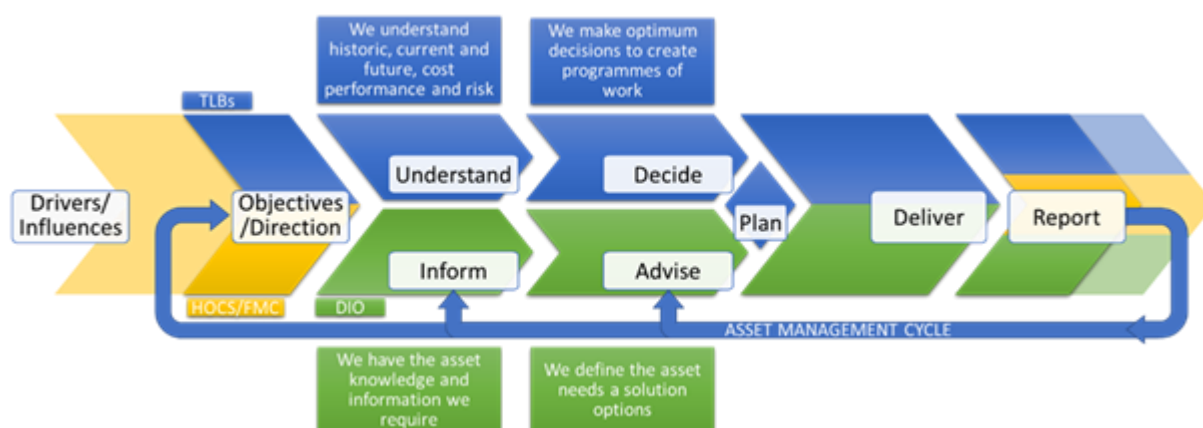 We understand
historic, current and
future, cost
performance and risk
We make optimum
decisions to create
programmes of
work
TLBs
Understand
Decide
Drivers/
Influences
Objectives
/Direction
Plan
Deliver
Report
Inform
Advise
HOCS/FMC
DIO
ASSET MANAGEMENT CYCLE
We have the asset
knowledge and
information we
require
We define the asset
needs a solution
options